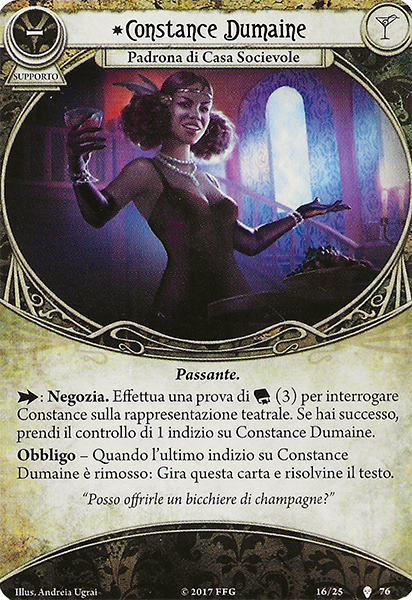 Constance Dumaine
SUPPORTO
Padrona di Casa Socievole
Passante.
: Negozia. Effettua una prova di (3) per interrogare
Constance sulla rappresentazione teatrale. Se hai successo,
prendi il controllo di 1 indizio su Constance Dumaine.
Obbligo – Quando l'ultimo indizio su Constance
Dumaine è rimosso: Gira questa carta e risolvine il testo.
"Posso offrirle un bicchiere di champagne?"
Illus. Andreia Ugrai © 2017 FFG 16/25 76